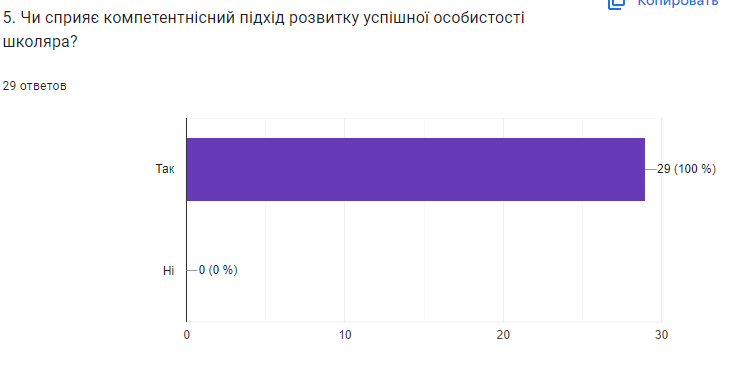 Копировать
5. Чи сприяє компетентнісний підхід розвитку успішної особистості
школяра?
29 ответов
Так
29 (100 %)
Ні
0 (0 %)
0
10
20
30